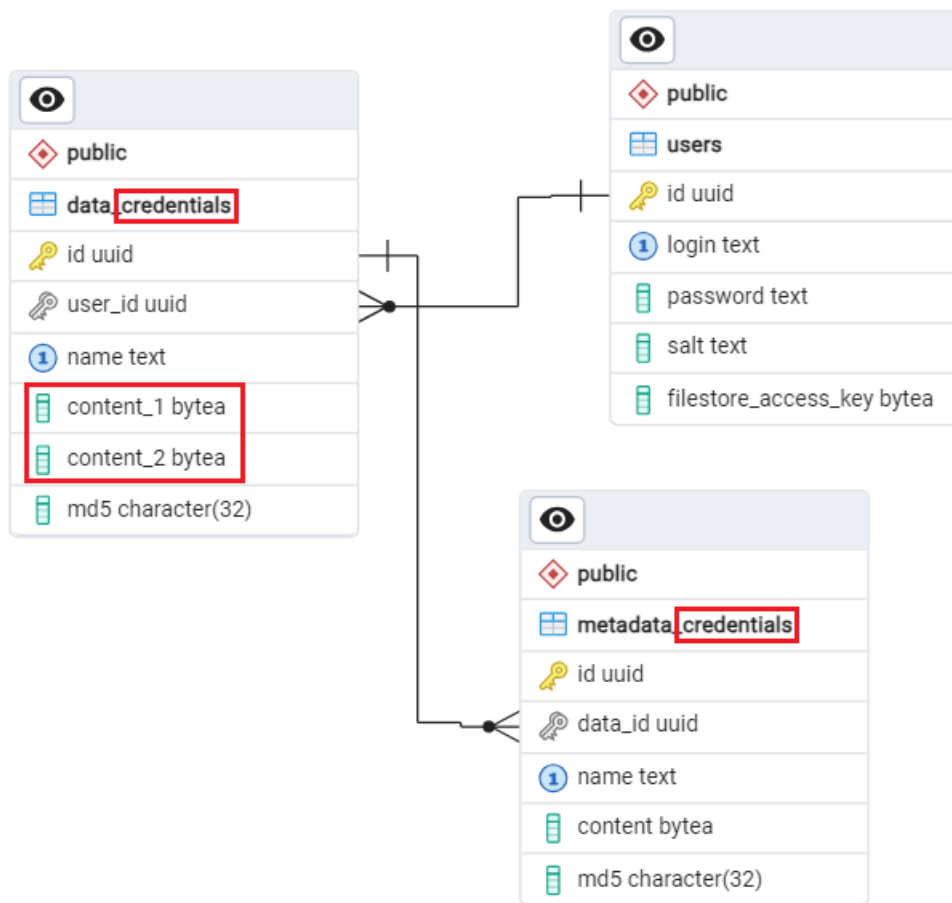 public
data_credentials
id uuid
user_id uuid
name text
content_1 bytea
content_2 bytea
md5 character(32)
public
users
id uuid
login text
password text
salt text
filestore_access_key bytea
public
metadata_credentials
id uuid
data_id uuid
name text
content bytea
md5 character(32)